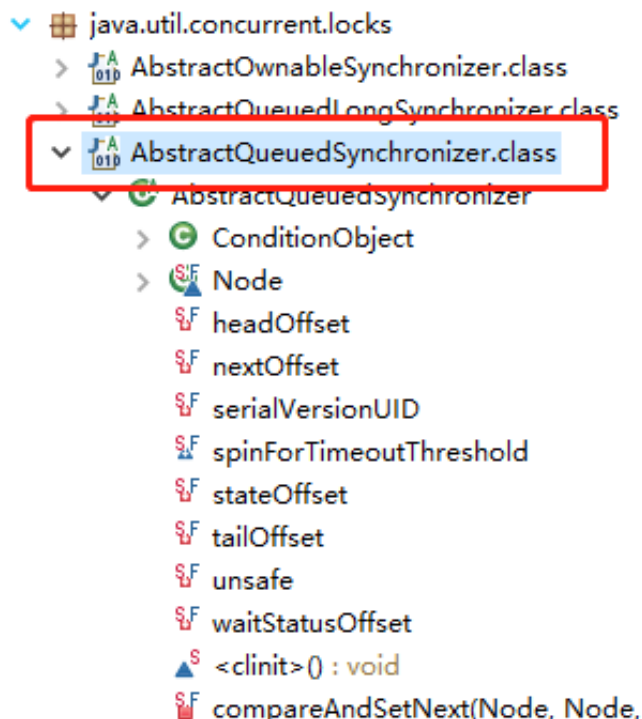 java.util.concurrent.locks
AbstractOwnableSynchronizer.class
AbstractQueuedLongSynchronizer.class
AbstractQueuedSynchronizer.class
AbstractQueuedSynchronizer
ConditionObject
Node
headOffset
nextOffset
serialVersionUID
spinForTimeoutThreshold
stateOffset
tailOffset
unsafe
waitStatusOffset
<clinit>() : void
compareAndSetNext(Node, Node,